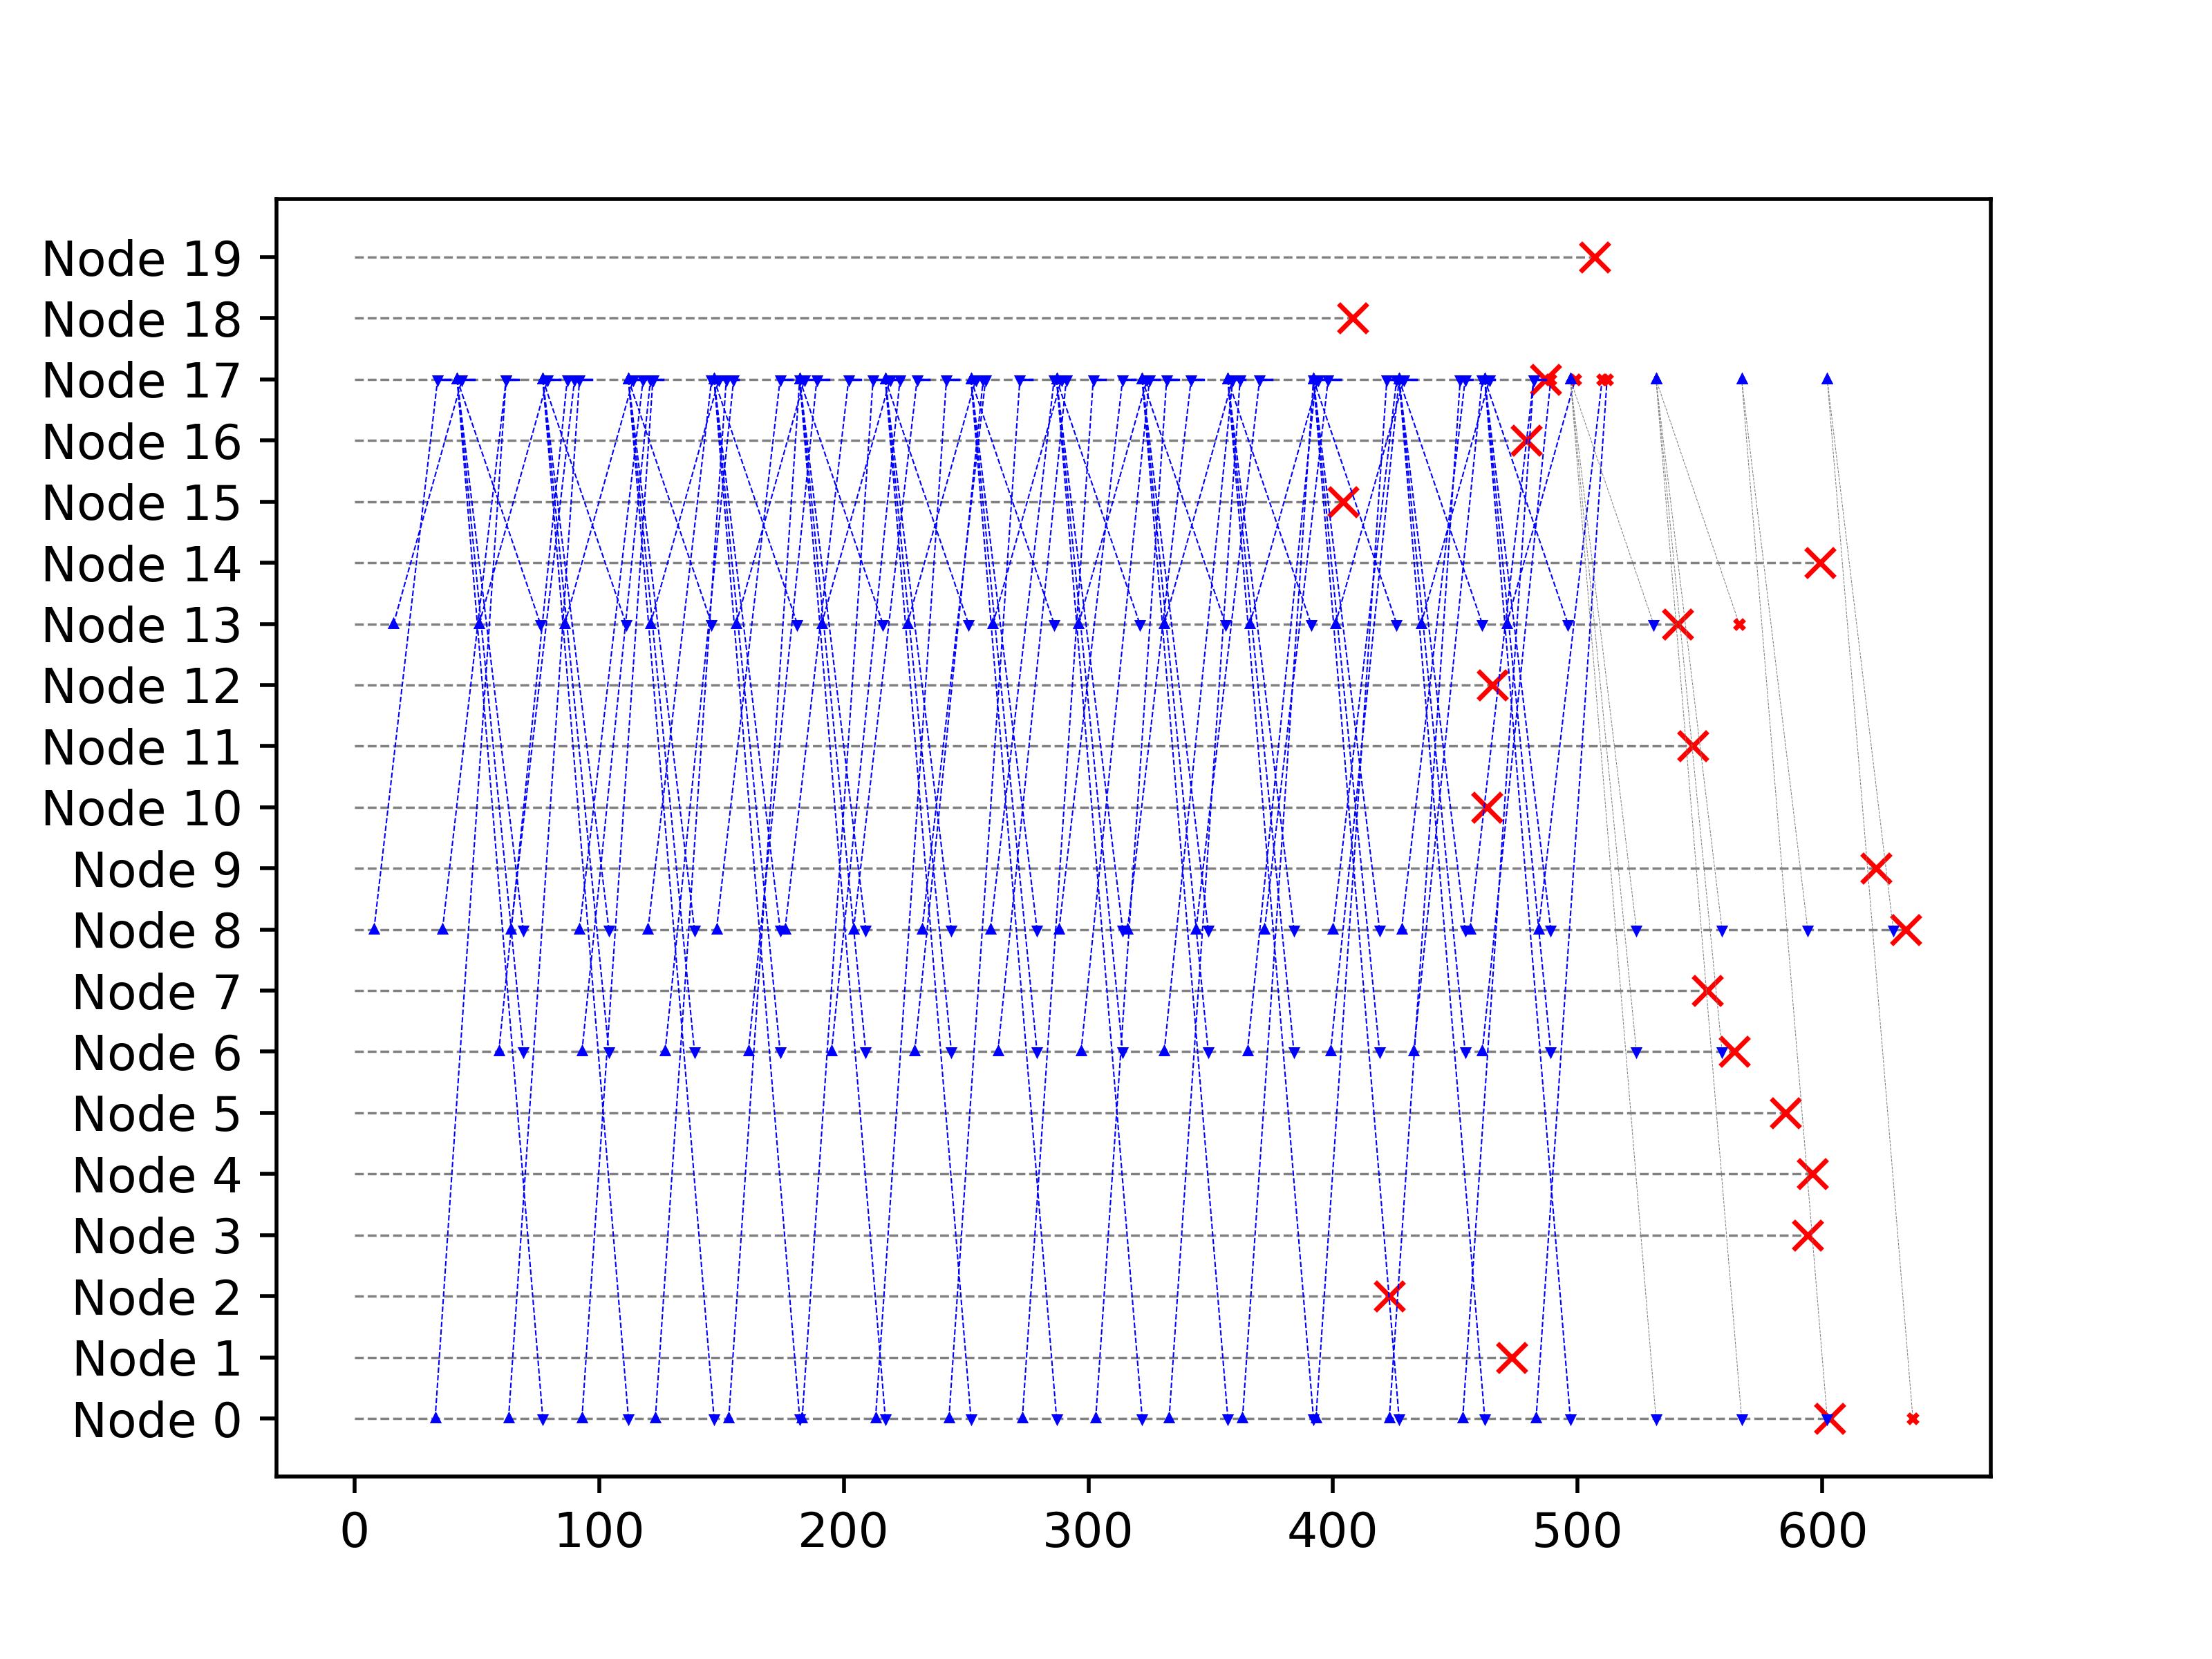 Node 19
Node 18
Node 17
Node 16
Node 15
Node 14
Node 13
Node 12
Node 11
Node 10
Node 9
Node 8
Node 7
Node 6
Node 5
Node 4
Node 3
Node 2
Node 1
Node 0
0 100 200 300 400 500 600